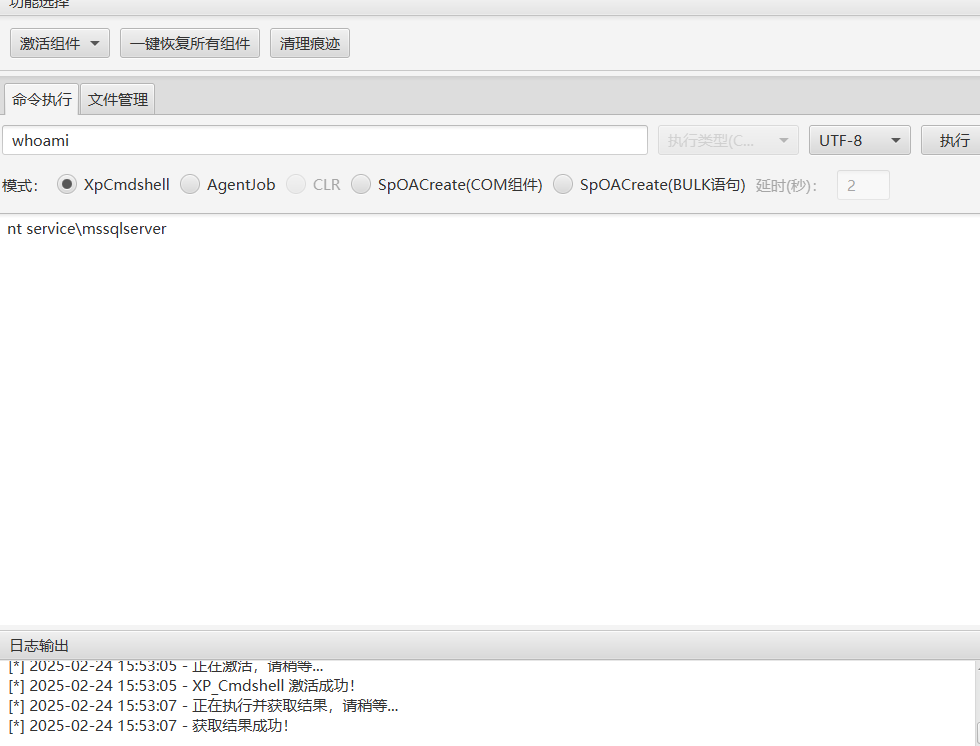 功能选择
激活组件 一键恢复所有组件 清理痕迹
命令执行 文件管理
whoami 执行类型(C... UTF-8 执行
模式： XpCmdshell AgentJob CLR SpOACreate(COM组件) SpOACreate(BULK语句) 延时(秒)： 2
nt service\mssqlserver
日志输出
[*] 2025-02-24 15:53:05 - 正在激活，请稍等...
[*] 2025-02-24 15:53:05 - XP_Cmdshell 激活成功！
[*] 2025-02-24 15:53:07 - 正在执行并获取结果，请稍等...
[*] 2025-02-24 15:53:07 - 获取结果成功！